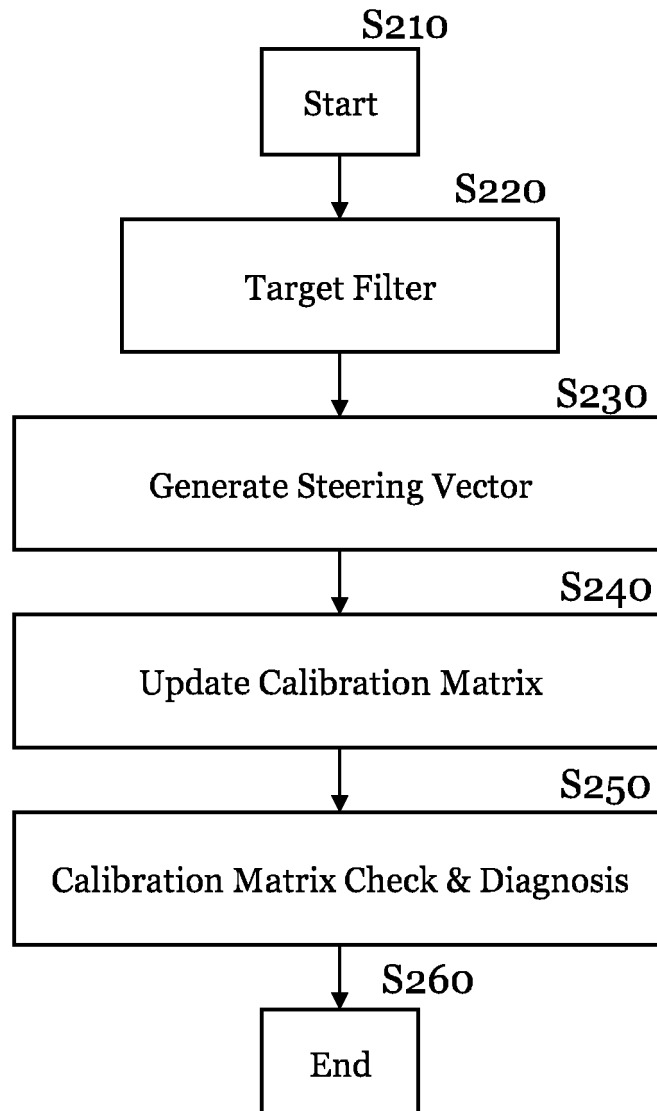 S210
Start
S220
Target Filter
S230
Generate Steering Vector
S240
Update Calibration Matrix
S250
Calibration Matrix Check & Diagnosis
S260
End